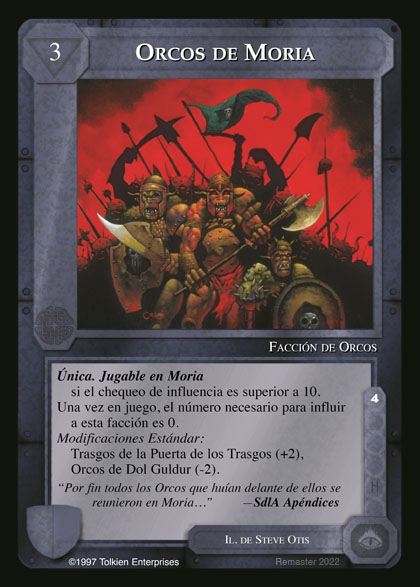 3
ORCOS DE MORIA
FACCIÓN DE ORCOS
Única. Jugable en Moria
si el chequeo de influencia es superior a 10.
Una vez en juego, el número necesario para influir
a esta facción es 0.
Modificaciones Estándar:
Trasgos de la Puerta de los Trasgos (+2),
Orcos de Dol Guldur (-2).
“Por fin todos los Orcos que huían delante de ellos se
reunieron en Moria…” –SdlA Apéndices
4
IL. DE STEVE OTIS
©1997 Tolkien Enterprises
Remaster 2022